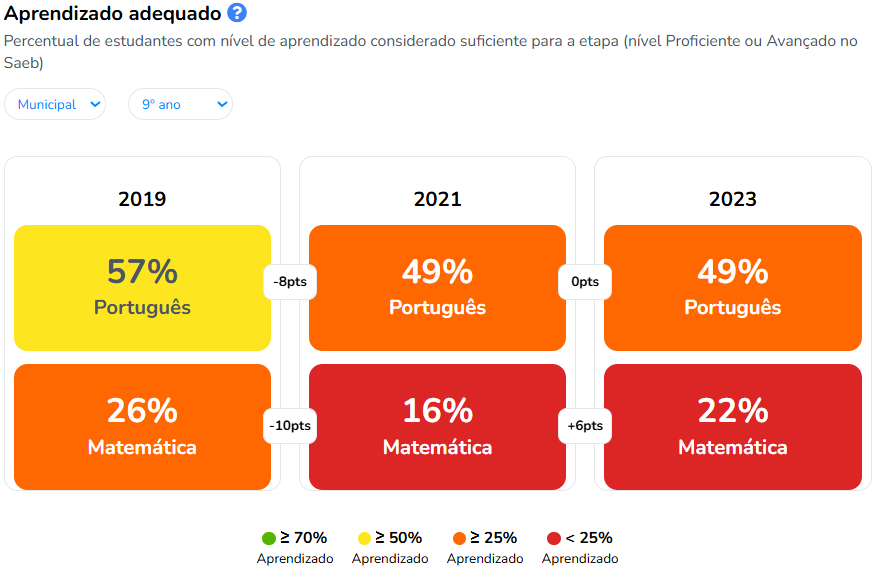 Aprendizado adequado ?
Percentual de estudantes com nível de aprendizado considerado suficiente para a etapa (nível Proficiente ou Avançado no
Saeb)
Municipal
9º ano
2019
57%
Português
26%
Matemática
-8pts
-10pts
2021
49%
Português
16%
Matemática
0pts
+6pts
2023
49%
Português
22%
Matemática
≥ 70%
Aprendizado
≥ 50%
Aprendizado
≥ 25%
Aprendizado
< 25%
Aprendizado